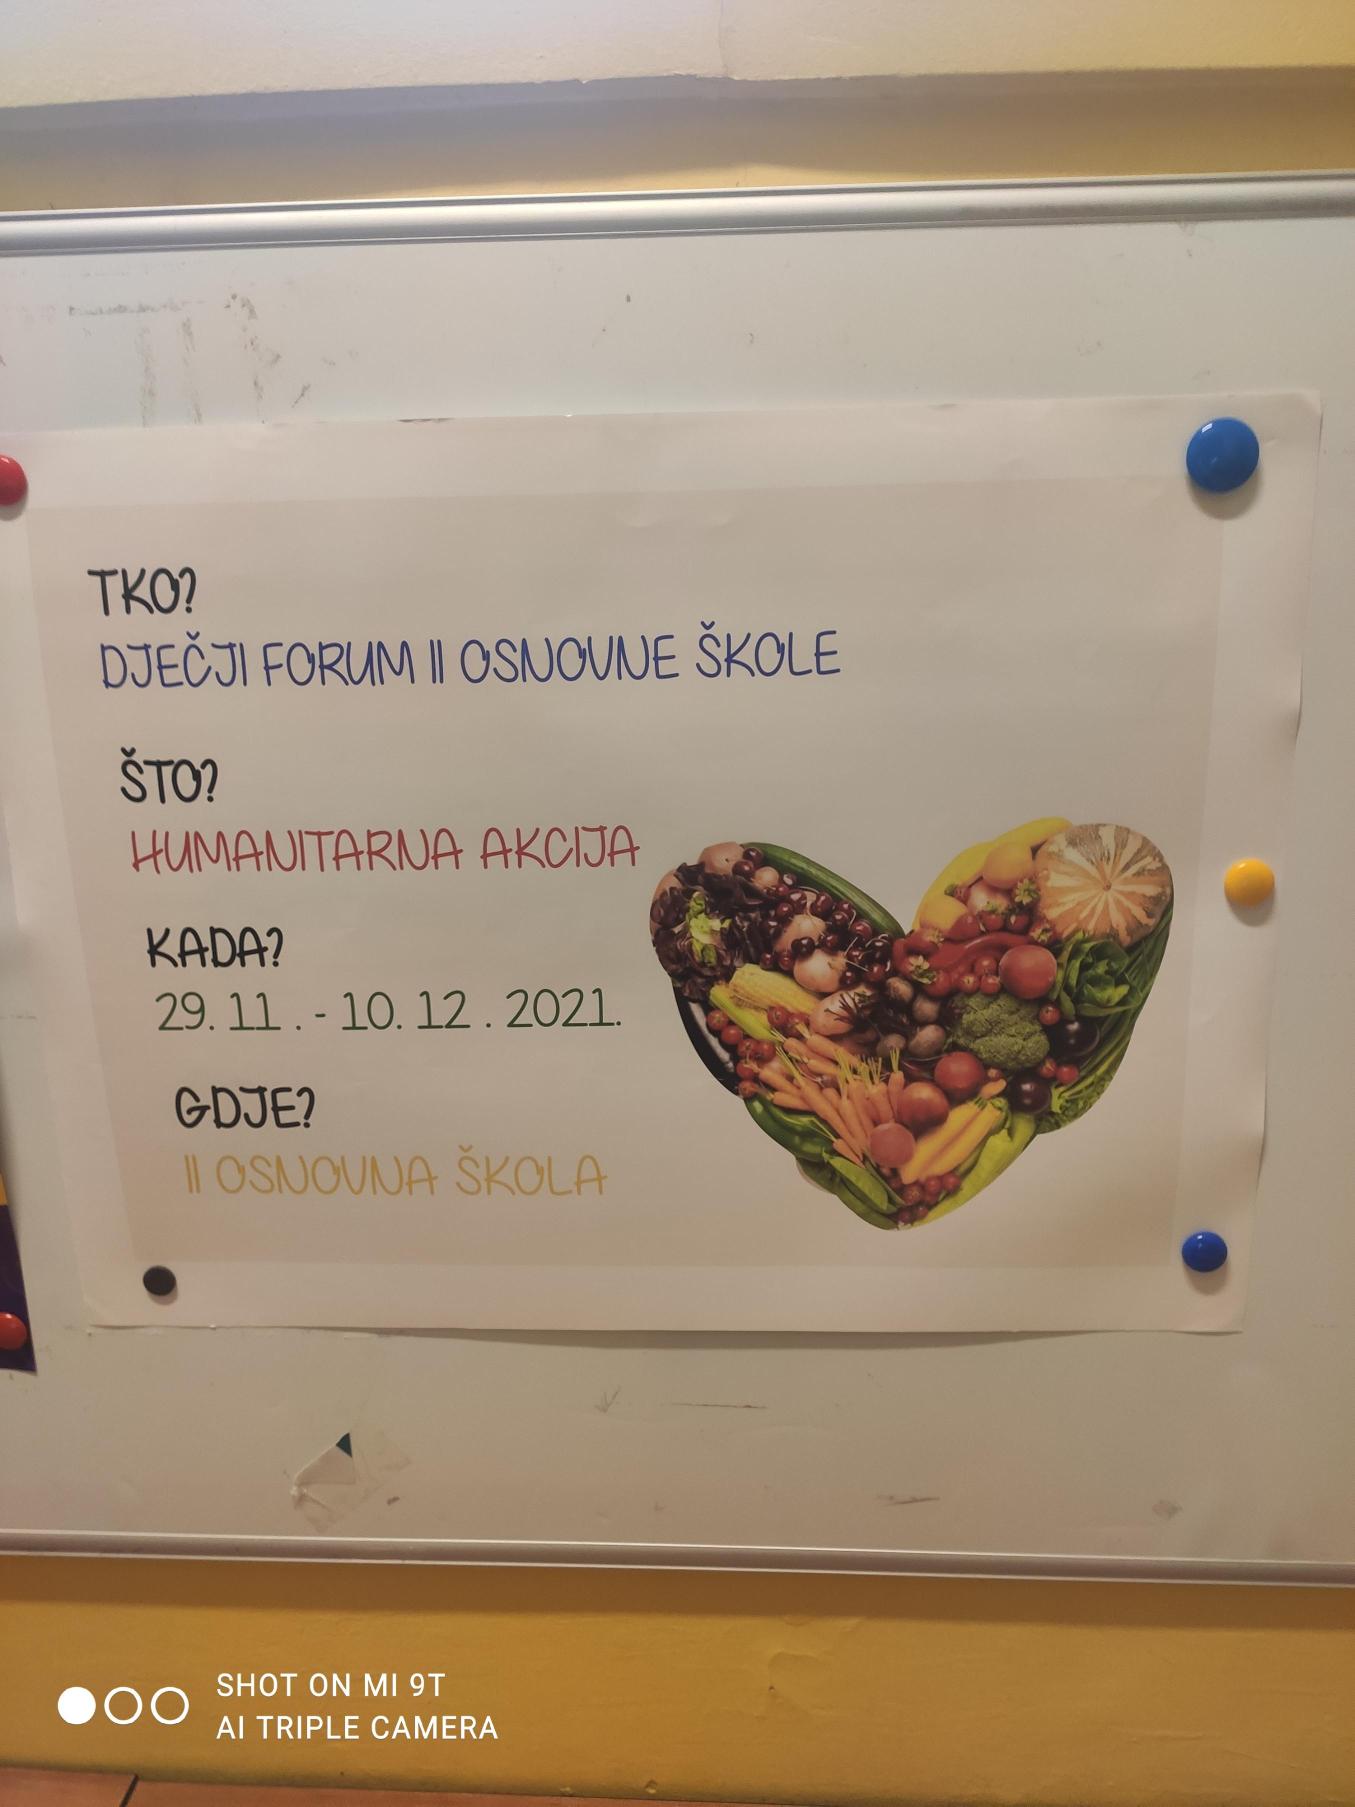 TKO?
DJEČJI FORUM II OSNOVNE ŠKOLE
ŠTO?
HUMANITARNA AKCIJA
KADA?
29. 11 . - 10. 12 . 2021.
GDJE?
II OSNOVNA ŠKOLA
SHOT ON MI 9T
AI TRIPLE CAMERA